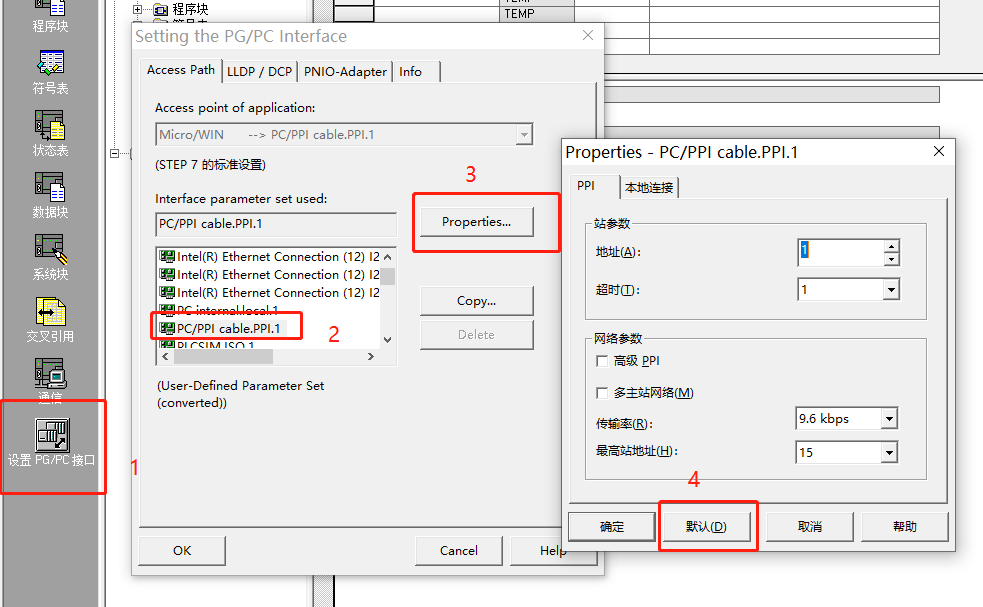 程序块
符号表
状态表
数据块
系统块
交叉引用
通信
设置 PG/PC 接口
1
程序块
TEMP
TEMP
Setting the PG/PC Interface
Access Path
LLDP / DCP
PNIO-Adapter
Info
Access point of application:
Micro/WIN --> PC/PPI cable.PPI.1
(STEP 7 的标准设置)
Interface parameter set used:
PC/PPI cable.PPI.1
Intel(R) Ethernet Connection (12) I2
Intel(R) Ethernet Connection (12) I2
Intel(R) Ethernet Connection (12) I2
PC internal.local.1
PC/PPI cable.PPI.1
PLCSIM.ISO.1
2
(User-Defined Parameter Set
(converted))
3
Properties...
Copy...
Delete
OK
Cancel
Help
Properties - PC/PPI cable.PPI.1
PPI
本地连接
站参数
地址(A):
1
超时(T):
1
网络参数
高级 PPI
多主站网络(M)
传输率(R):
9.6 kbps
最高站地址(H):
15
4
确定
默认(D)
取消
帮助